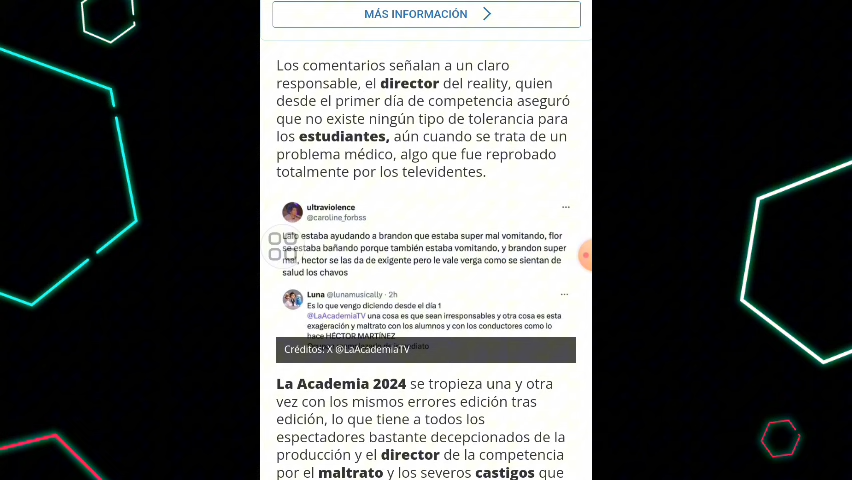 MÁS INFORMACIÓN
Los comentarios señalan a un claro
responsable, el director del reality, quien
desde el primer día de competencia aseguró
que no existe ningún tipo de tolerancia para
los estudiantes, aún cuando se trata de un
problema médico, algo que fue reprobado
totalmente por los televidentes.
ultraviolence
@caroline_forbss
estaba ayudando a brandon que estaba super mal vomitando, flor
se estaba bañando porque también estaba vomitando, y brandon super
mal, hector se las da de exigente pero le vale verga como se sientan de
salud los chavos
Luna @lunamusically · 2h
Es lo que vengo diciendo desde el día 1
@LaAcademiaTV una cosa es que sean irresponsables y otra cosa es esta
exageración y maltrato con los alumnos y con los conductores como lo
hace HÉCTOR MARTÍNEZ
Créditos: X @LaAcademiaTV
La Academia 2024 se tropieza una y otra
vez con los mismos errores edición tras
edición, lo que tiene a todos los
espectadores bastante decepcionados de la
producción y el director de la competencia
por el maltrato y los severos castigos que